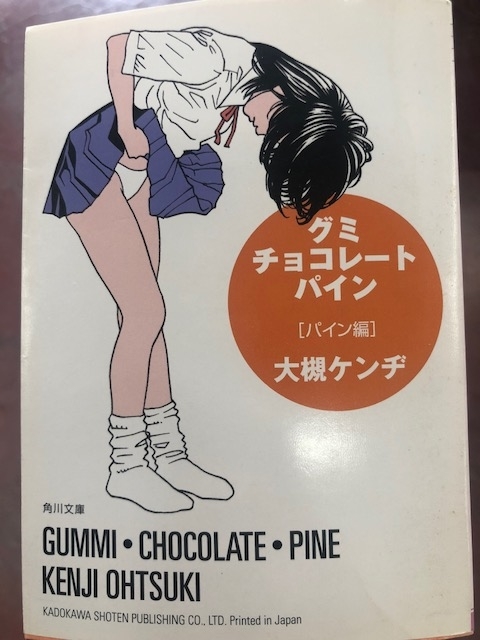 グミ
チョコレート
パイン
[パイン編]
大槻ケンヂ
角川文庫
GUMMI・CHOCOLATE・PINE
KENJI OHTSUKI
KADOKAWA SHOTEN PUBLISHING CO., LTD. Printed in Japan